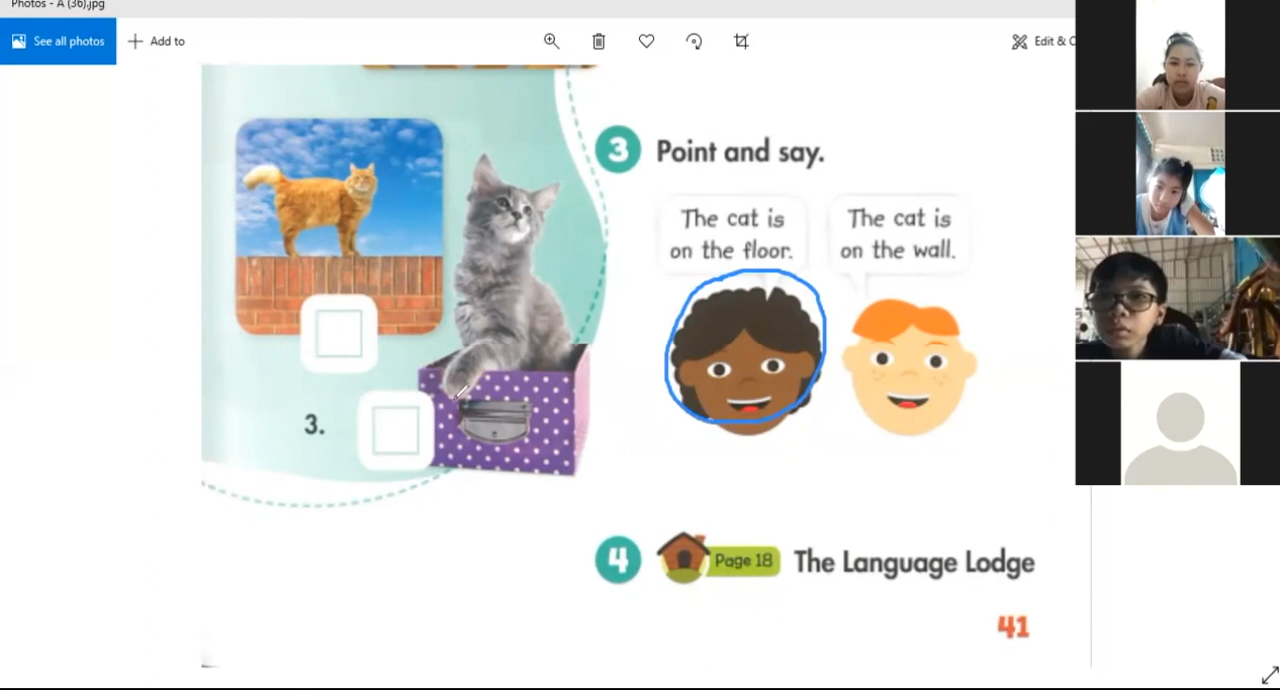 Photos - A (36).jpg
See all photos
Add to
Edit & C
3 Point and say.
The cat is
on the floor.
The cat is
on the wall.
3.
4 Page 18 The Language Lodge
41